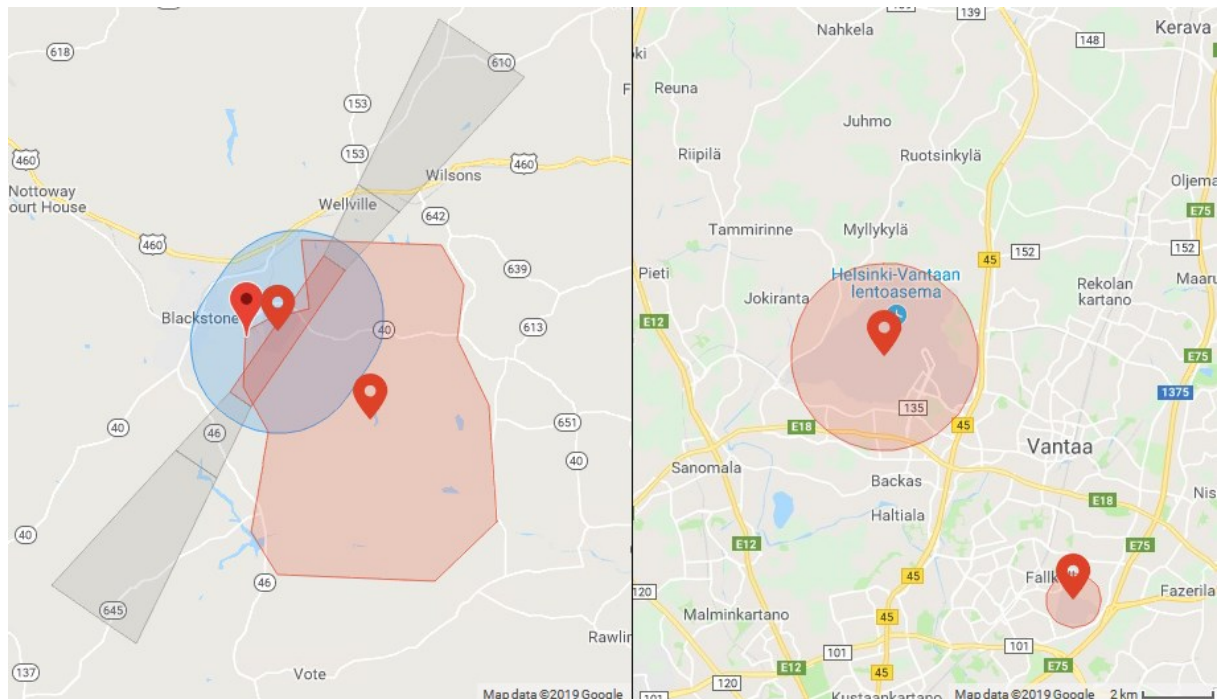 618
610
153
153
460
460
Wilsons
Nottoway
ourt House
Wellville
642
460
639
Blackstone
40
613
651
40
46
40
40
46
645
Rawlin
137
Vote
Map data ©2019 Google
139
Nahkela
148
Kerava
ki
Reuna
Juhmo
Riipilä
Ruotsinkylä
Oljema
E75
Tammirinne
Myllykylä
45
152
152
Pieti
Helsinki-Vantaan
lentoasema
Rekolan
kartano
Maaru
Jokiranta
E12
E75
135
1375
E18
45
Vantaa
Sanomala
Backas
E18
Nis
Haltiala
E12
E75
45
Fallk
120
Fazerila
Malminkartano
45
101
101
E75
E12
45
120
101
Kustaankartano
Map data ©2019 Google
2 km